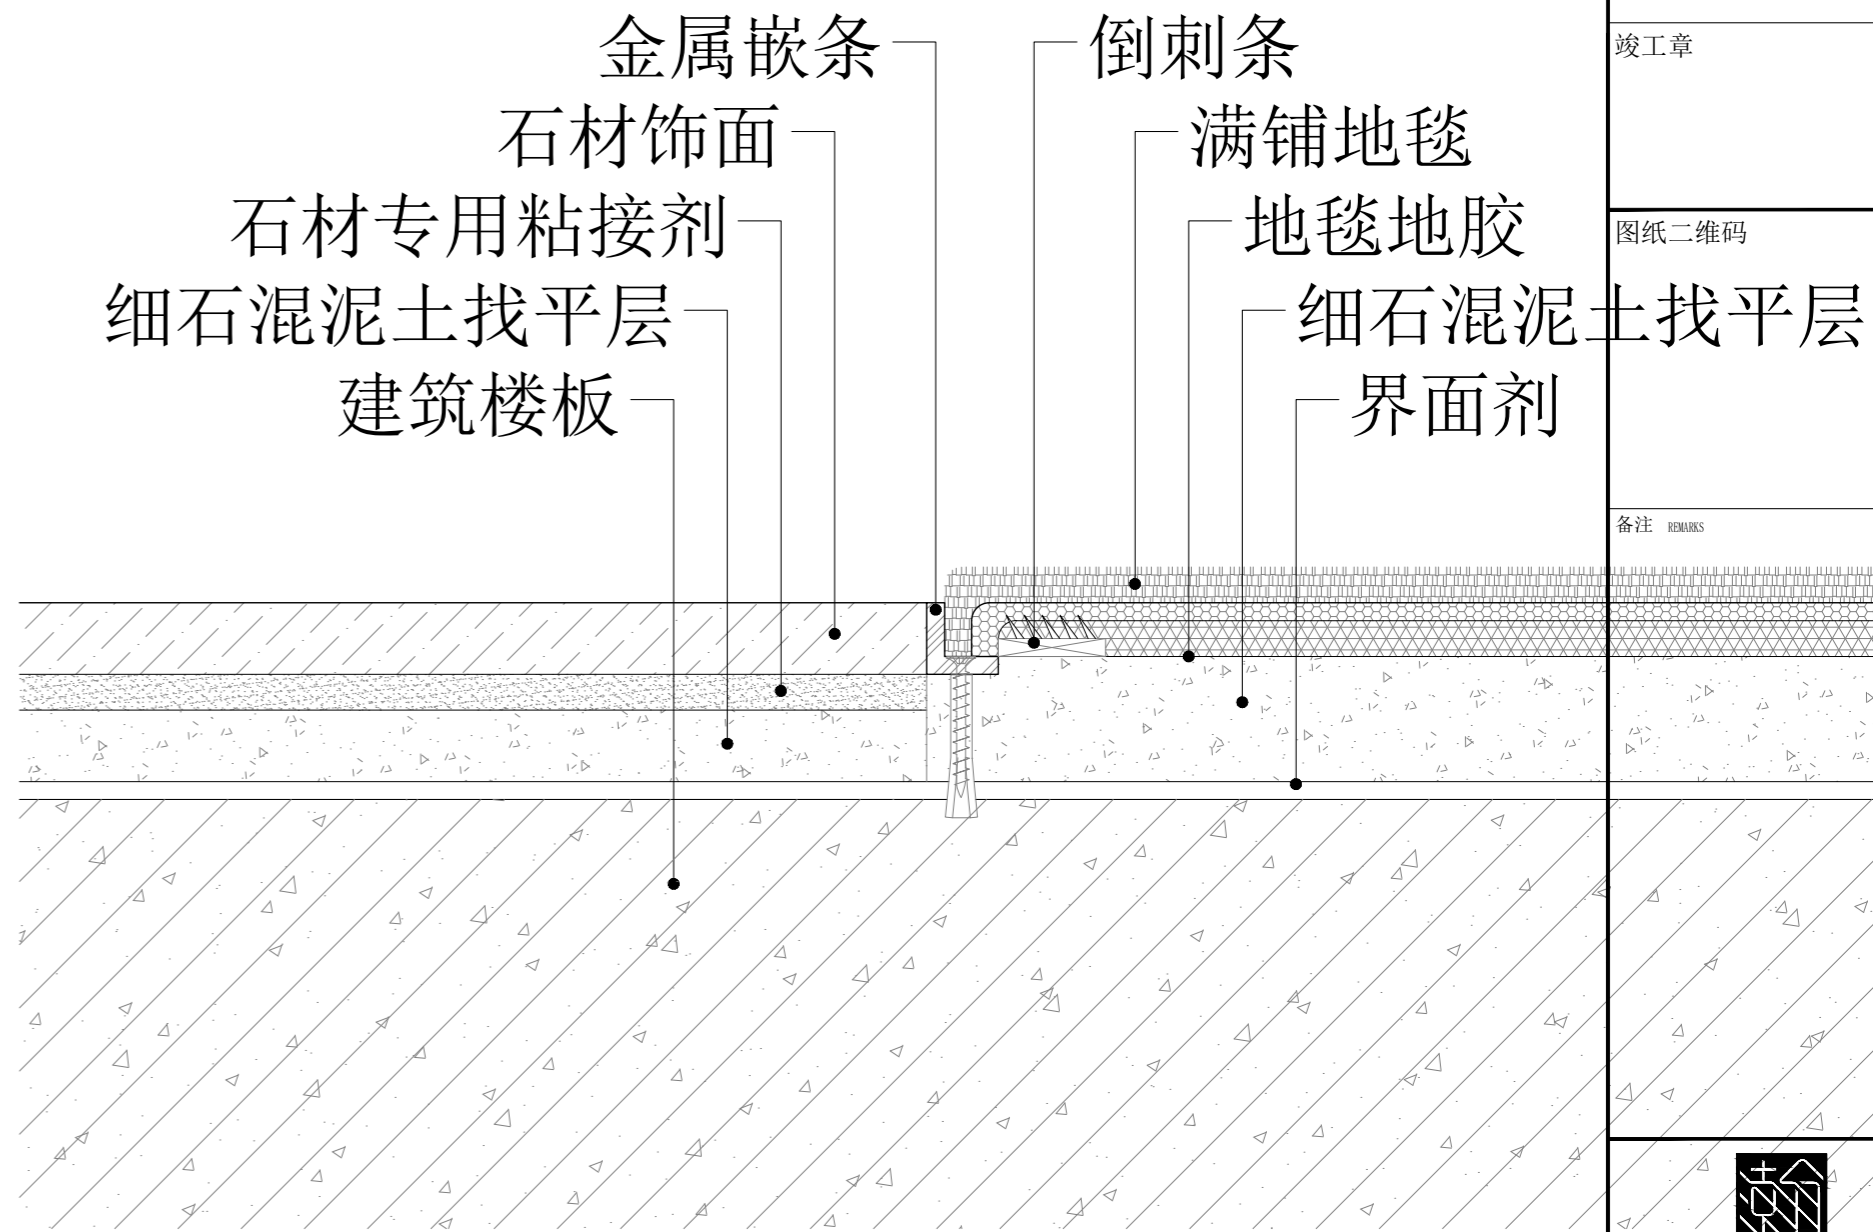 金属嵌条
石材饰面
石材专用粘接剂
细石混泥土找平层
建筑楼板
倒刺条
满铺地毯
地毯地胶
细石混泥土找平层
界面剂
竣工章
图纸二维码
备注 REMARKS